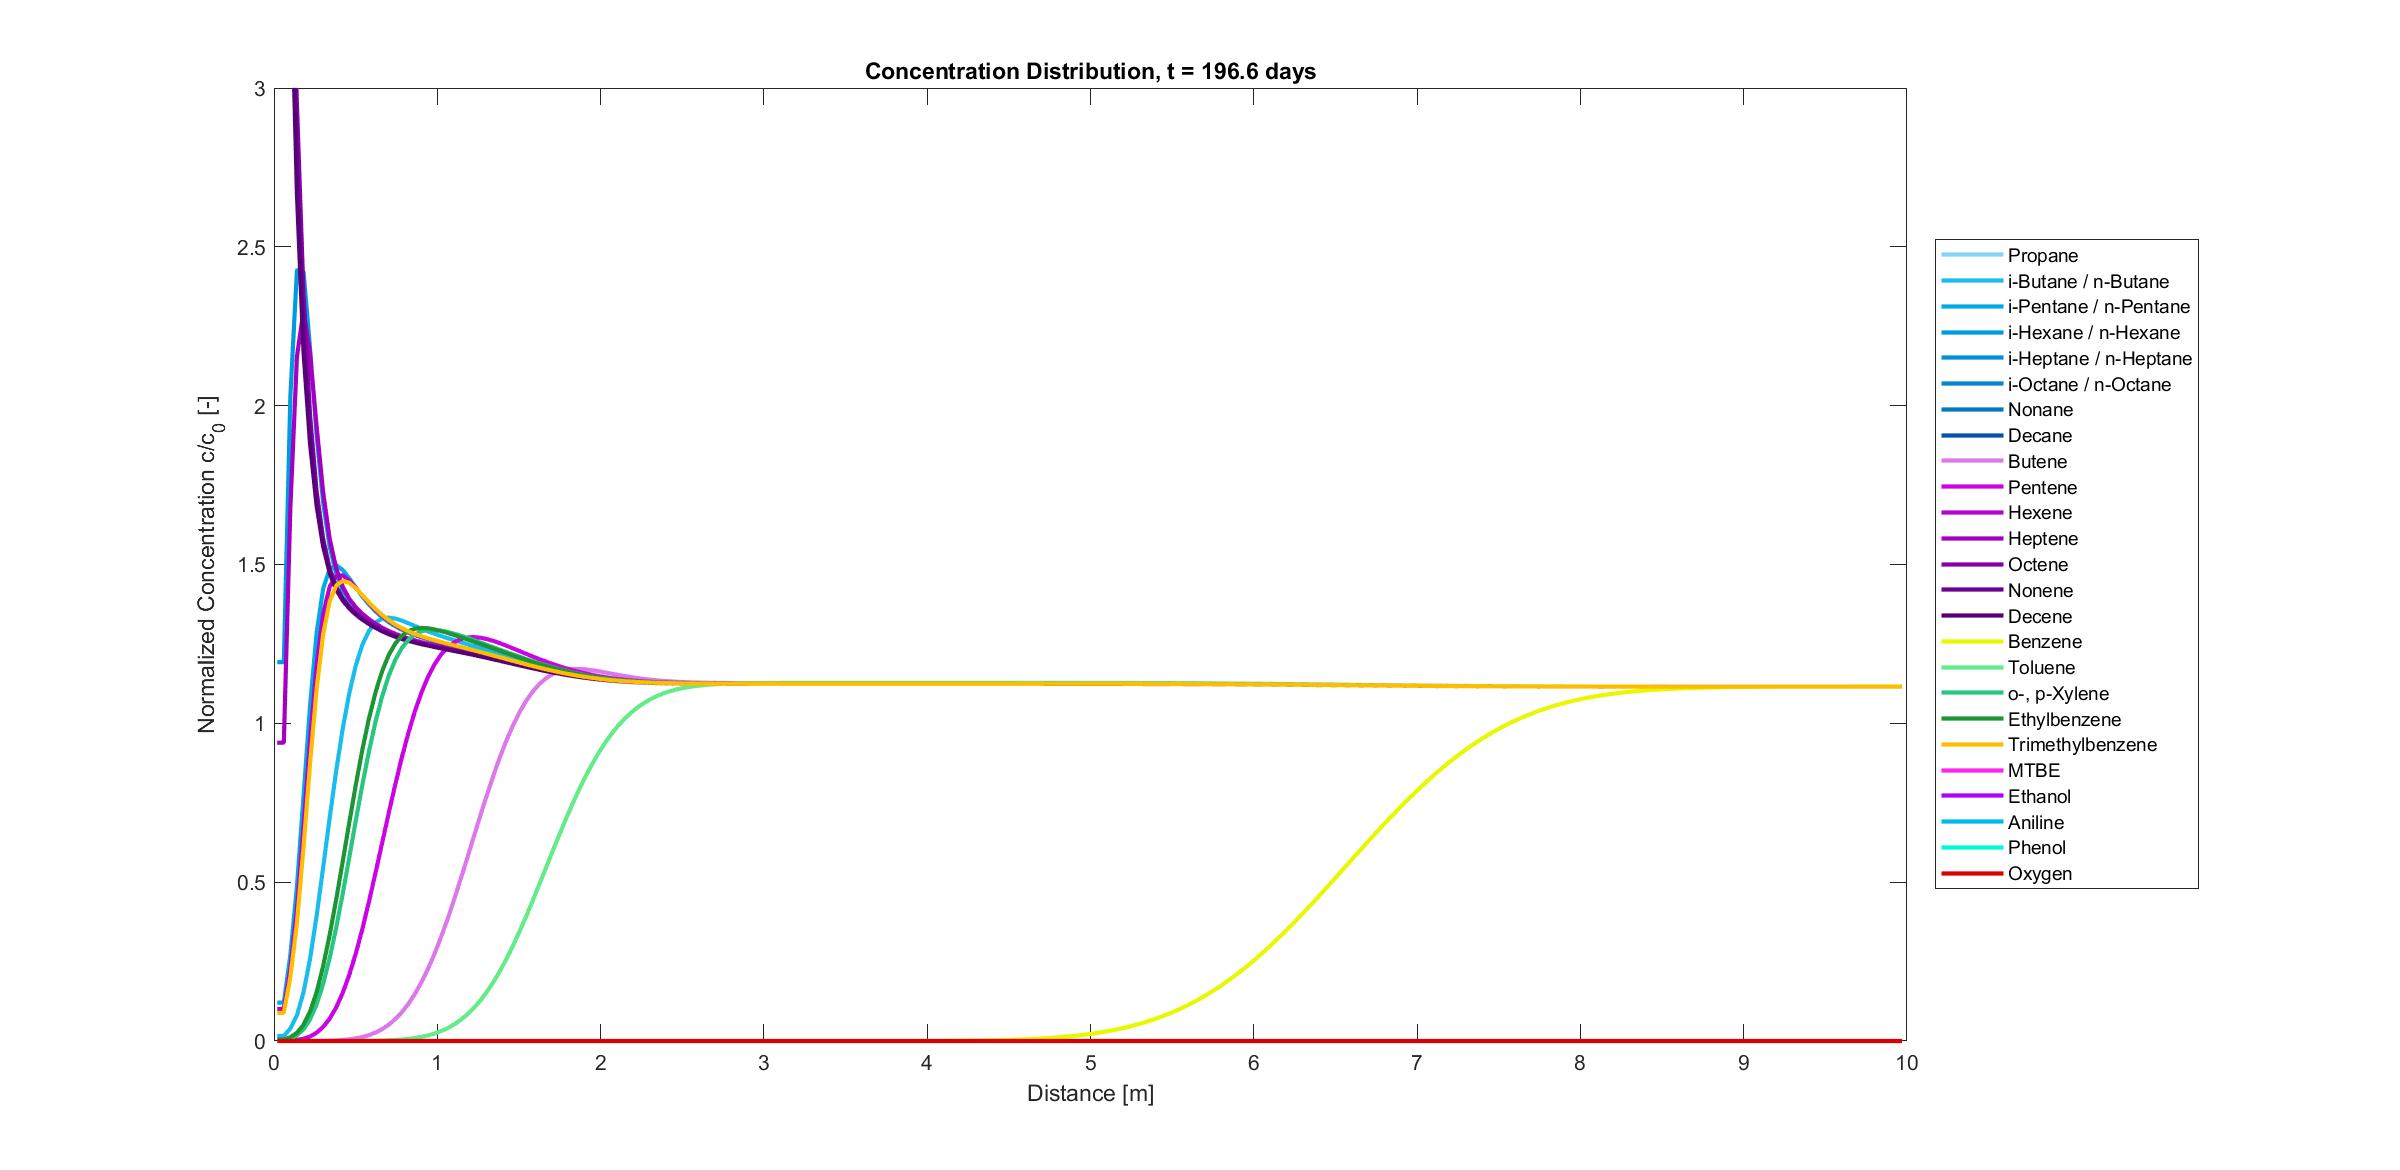 Concentration Distribution, t = 196.6 days
3
2.5
2
1.5
1
0.5
0
Normalized Concentration c/c0 [-]
0 1 2 3 4 5 6 7 8 9 10
Distance [m]
Propane
i-Butane / n-Butane
i-Pentane / n-Pentane
i-Hexane / n-Hexane
i-Heptane / n-Heptane
i-Octane / n-Octane
Nonane
Decane
Butene
Pentene
Hexene
Heptene
Octene
Nonene
Decene
Benzene
Toluene
o-, p-Xylene
Ethylbenzene
Trimethylbenzene
MTBE
Ethanol
Aniline
Phenol
Oxygen